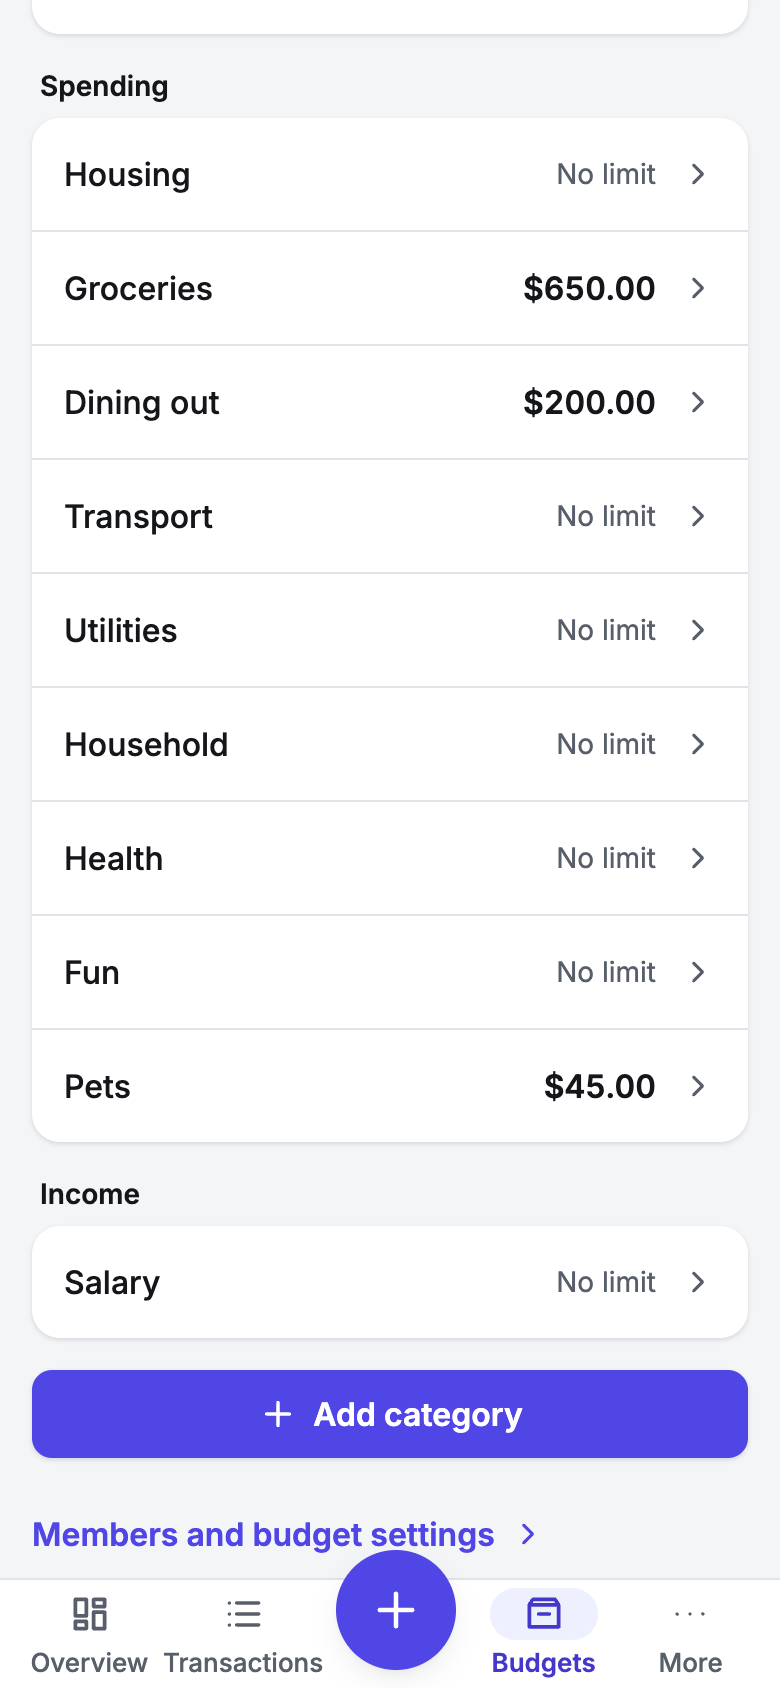 Spending
Housing No limit
Groceries $650.00
Dining out $200.00
Transport No limit
Utilities No limit
Household No limit
Health No limit
Fun No limit
Pets $45.00
Income
Salary No limit
Add category
Members and budget settings
Overview Transactions Budgets More